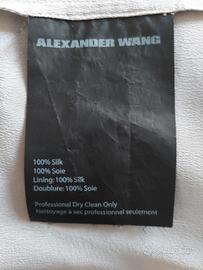 ALEXANDER WANG
100% Silk
100% Soie
Lining: 100% Silk
Doublure: 100% Soie
Professional Dry Clean Only
Nettoyage à sec professionel seulement